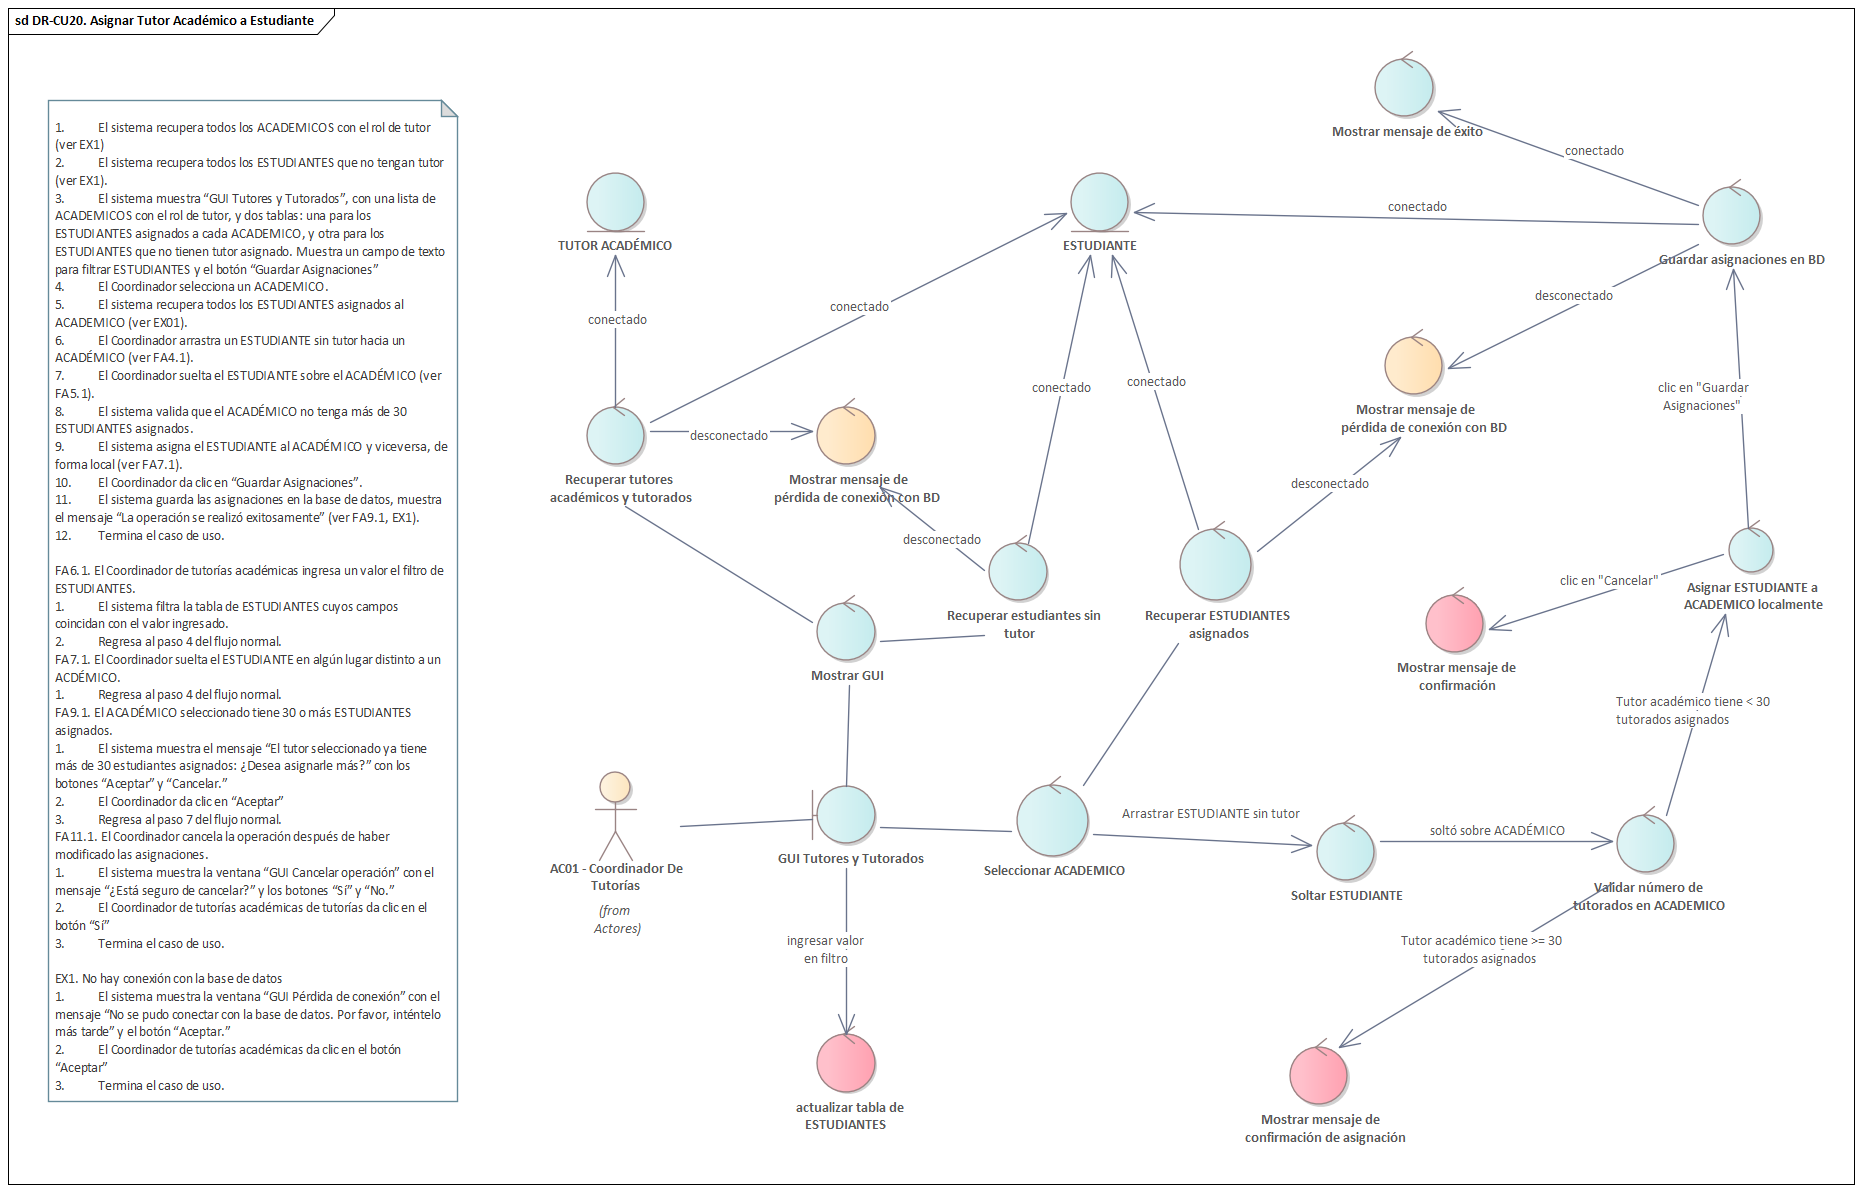 sd DR-CU20. Asignar Tutor Académico a Estudiante
1. El sistema recupera todos los ACADEMICOS con el rol de tutor
(ver EX1)
2. El sistema recupera todos los ESTUDIANTES que no tengan tutor
(ver EX1).
3. El sistema muestra “GUI Tutores y Tutorados”, con una lista de
ACADEMICOS con el rol de tutor, y dos tablas: una para los
ESTUDIANTES asignados a cada ACADEMICO, y otra para los
ESTUDIANTES que no tienen tutor asignado. Muestra un campo de texto
para filtrar ESTUDIANTES y el botón “Guardar Asignaciones”
4. El Coordinador selecciona un ACADEMICO.
5. El sistema recupera todos los ESTUDIANTES asignados al
ACADEMICO (ver EX01).
6. El Coordinador arrastra un ESTUDIANTE sin tutor hacia un
ACADÉMICO (ver FA4.1).
7. El Coordinador suelta el ESTUDIANTE sobre el ACADÉMICO (ver
FA5.1).
8. El sistema valida que el ACADÉMICO no tenga más de 30
ESTUDIANTES asignados.
9. El sistema asigna el ESTUDIANTE al ACADÉMICO y viceversa, de
forma local (ver FA7.1).
10. El Coordinador da clic en “Guardar Asignaciones”.
11. El sistema guarda las asignaciones en la base de datos, muestra
el mensaje “La operación se realizó exitosamente” (ver FA9.1, EX1).
12. Termina el caso de uso.
FA6.1. El Coordinador de tutorías académicas ingresa un valor el filtro de
ESTUDIANTES.
1. El sistema filtra la tabla de ESTUDIANTES cuyos campos
coincidan con el valor ingresado.
2. Regresa al paso 4 del flujo normal.
FA7.1. El Coordinador suelta el ESTUDIANTE en algún lugar distinto a un
ACDÉMICO.
1. Regresa al paso 4 del flujo normal.
FA9.1. El ACADÉMICO seleccionado tiene 30 o más ESTUDIANTES
asignados.
1. El sistema muestra el mensaje “El tutor seleccionado ya tiene
más de 30 estudiantes asignados: ¿Desea asignarle más?” con los
botones “Aceptar” y “Cancelar.”
2. El Coordinador da clic en “Aceptar”
3. Regresa al paso 7 del flujo normal.
FA11.1. El Coordinador cancela la operación después de haber
modificado las asignaciones.
1. El sistema muestra la ventana “GUI Cancelar operación” con el
mensaje “¿Está seguro de cancelar?” y los botones “Sí” y “No.”
2. El Coordinador de tutorías académicas de tutorías da clic en el
botón “Sí”
3. Termina el caso de uso.
EX1. No hay conexión con la base de datos
1. El sistema muestra la ventana “GUI Pérdida de conexión” con el
mensaje “No se pudo conectar con la base de datos. Por favor, inténtelo
más tarde” y el botón “Aceptar.”
2. El Coordinador de tutorías académicas da clic en el botón
“Aceptar”
3. Termina el caso de uso.
Mostrar mensaje de éxito
conectado
TUTOR ACADÉMICO
ESTUDIANTE
conectado
Guardar asignaciones en BD
conectado
conectado
desconectado
conectado
conectado
clic en "Guardar
Asignaciones"
Mostrar mensaje de
pérdida de conexión con BD
desconectado
Recuperar tutores
académicos y tutorados
Mostrar mensaje de
pérdida de conexión con BD
desconectado
desconectado
clic en "Cancelar"
Asignar ESTUDIANTE a
ACADEMICO localmente
Recuperar estudiantes sin
tutor
Recuperar ESTUDIANTES
asignados
Mostrar GUI
Mostrar mensaje de
confirmación
Tutor académico tiene < 30
tutorados asignados
Arrastrar ESTUDIANTE sin tutor
soltó sobre ACADÉMICO
AC01 - Coordinador De
Tutorías
(from
Actores)
GUI Tutores y Tutorados
Seleccionar ACADEMICO
Soltar ESTUDIANTE
Validar número de
tutorados en ACADEMICO
ingresar valor
en filtro
Tutor académico tiene >= 30
tutorados asignados
actualizar tabla de
ESTUDIANTES
Mostrar mensaje de
confirmación de asignación